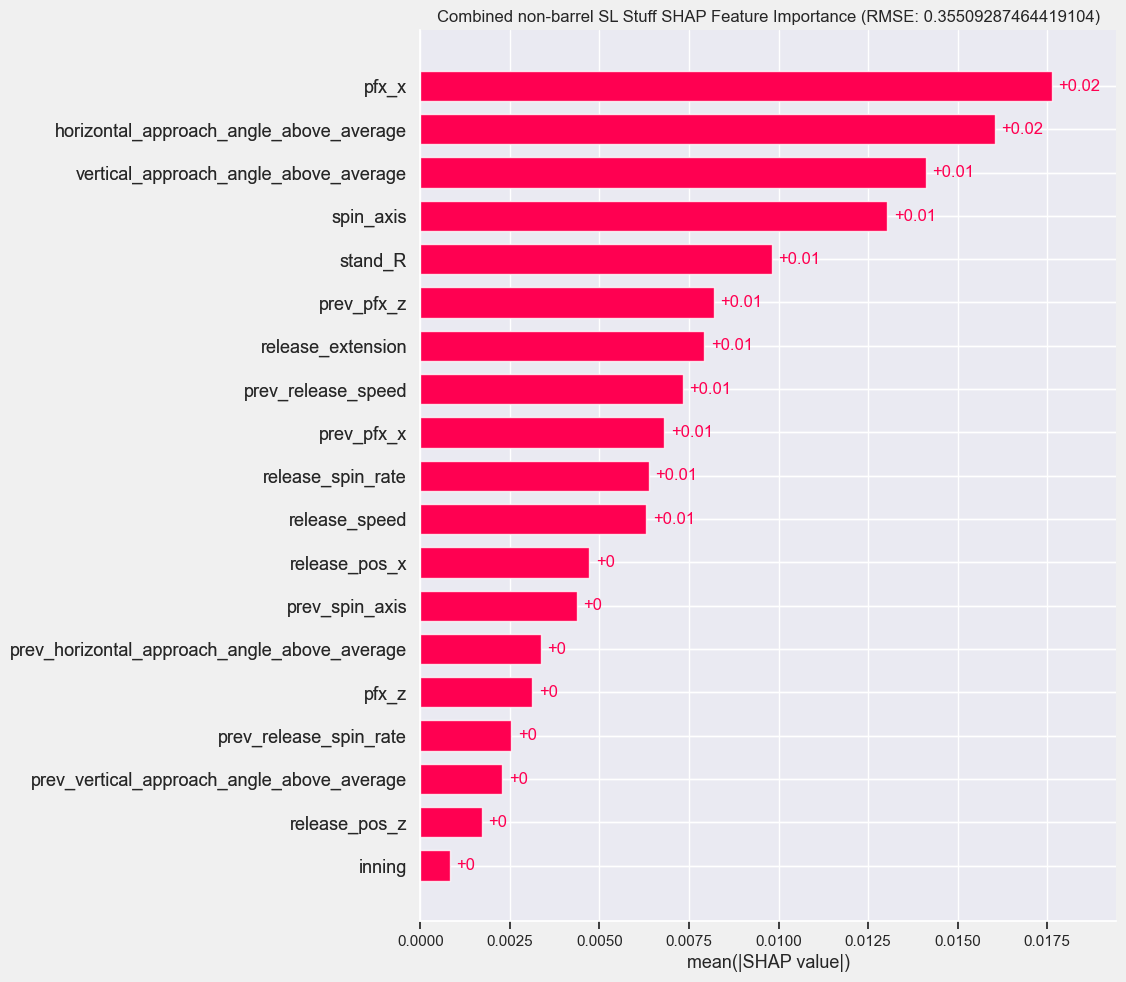 Combined non-barrel SL Stuff SHAP Feature Importance (RMSE: 0.35509287464419104)
pfx_x +0.02
horizontal_approach_angle_above_average +0.02
vertical_approach_angle_above_average +0.01
spin_axis +0.01
stand_R +0.01
prev_pfx_z +0.01
release_extension +0.01
prev_release_speed +0.01
prev_pfx_x +0.01
release_spin_rate +0.01
release_speed +0.01
release_pos_x +0
prev_spin_axis +0
prev_horizontal_approach_angle_above_average +0
pfx_z +0
prev_release_spin_rate +0
prev_vertical_approach_angle_above_average +0
release_pos_z +0
inning +0
0.0000 0.0025 0.0050 0.0075 0.0100 0.0125 0.0150 0.0175
mean(|SHAP value|)